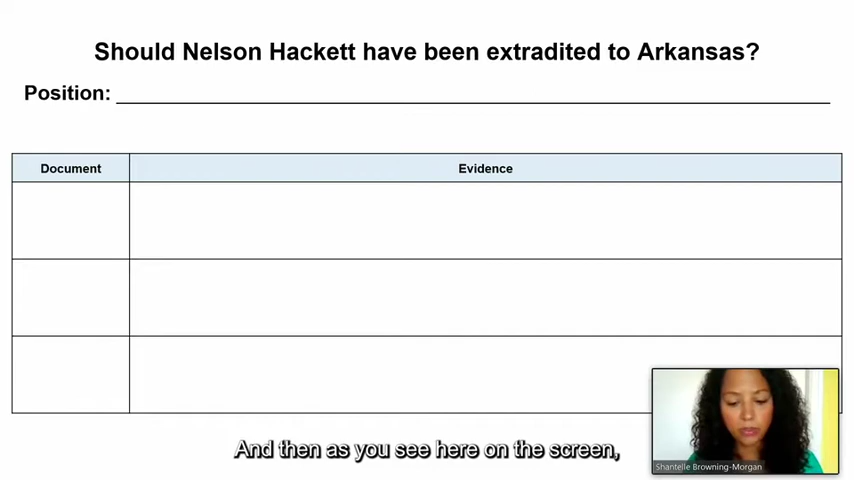 Should Nelson Hackett have been extradited to Arkansas?
Position:
Document
Evidence
And then as you see here on the screen,
Shantelle Browning-Morgan